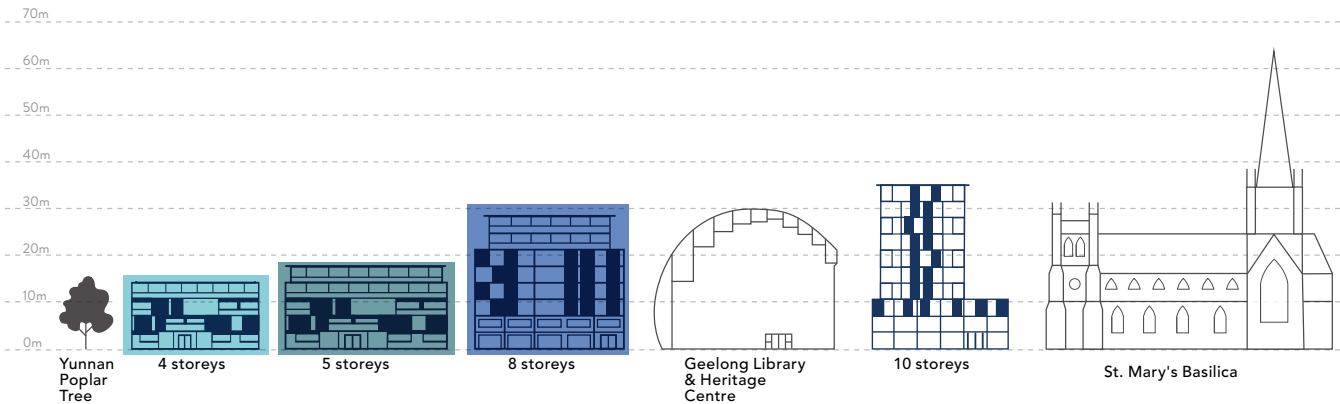 70m
60m
50m
40m
30m
20m
10m
0m
Yunnan
Poplar
Tree
4 storeys
5 storeys
8 storeys
Geelong Library
& Heritage
Centre
10 storeys
St. Mary's Basilica